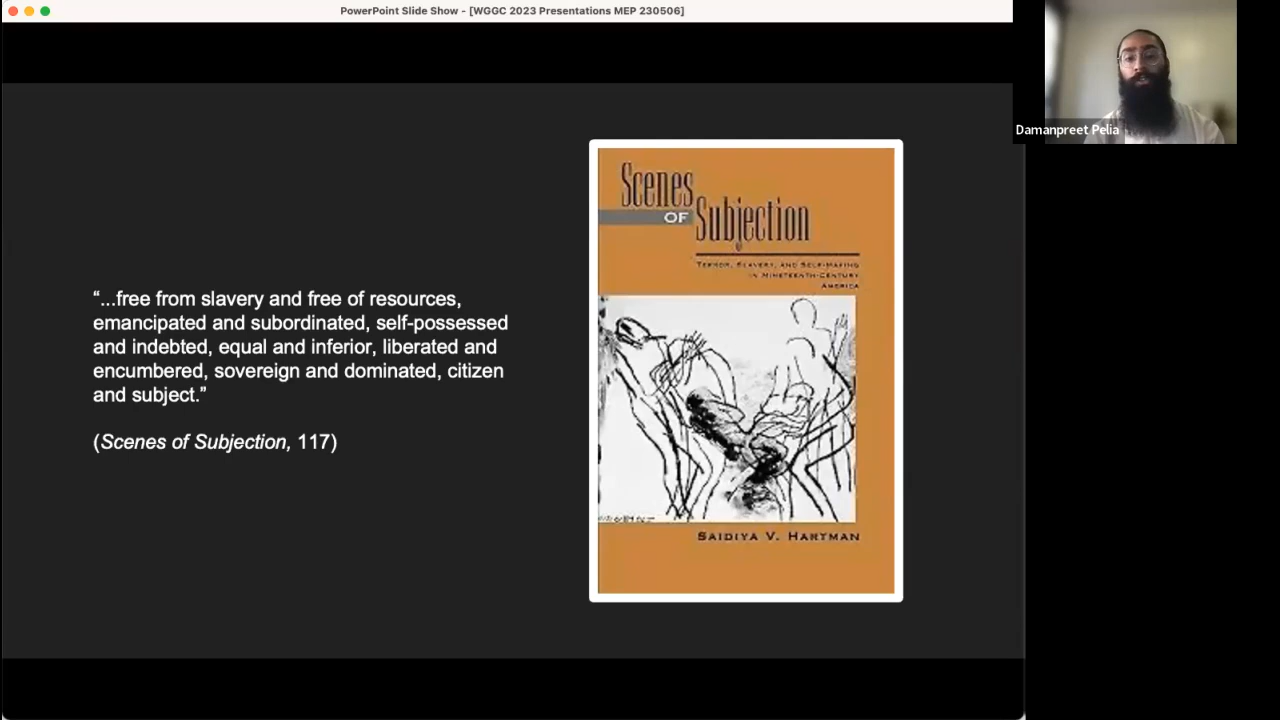 PowerPoint Slide Show - [WGGC 2023 Presentations MEP 230506]
Damanpreet Pelia
“...free from slavery and free of resources,
emancipated and subordinated, self-possessed
and indebted, equal and inferior, liberated and
encumbered, sovereign and dominated, citizen
and subject.”
(Scenes of Subjection, 117)
Scenes
OF
Subjection
Terror, Slavery, and Self-Making
in Nineteenth-Century
America
Saidiya V. Hartman